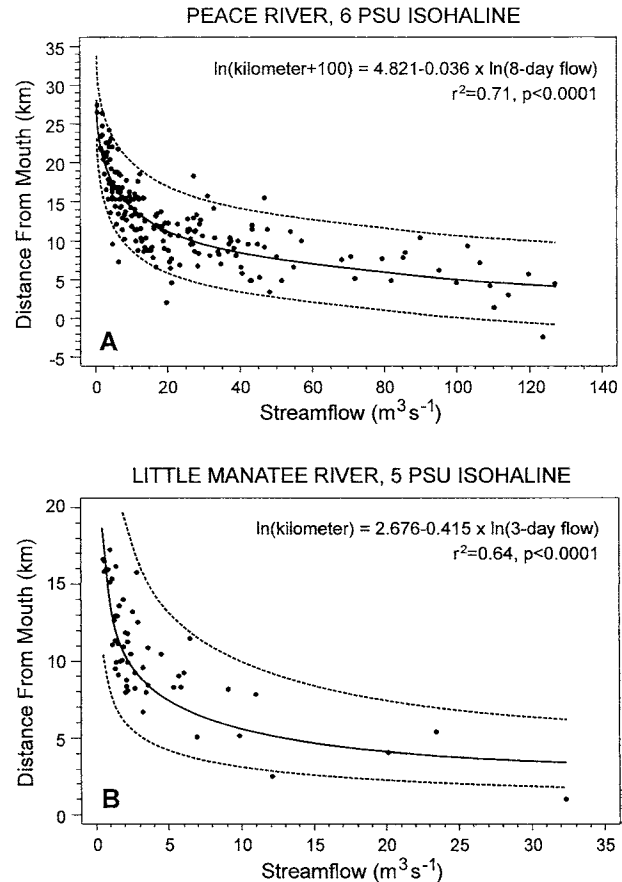 PEACE RIVER, 6 PSU ISOHALINE
ln(kilometer+100) = 4.821-0.036 x ln(8-day flow)
r²=0.71, p<0.0001
Distance From Mouth (km)
35
30
25
20
15
10
5
0
-5
A
0 20 40 60 80 100 120 140
Streamflow (m³s⁻¹)
LITTLE MANATEE RIVER, 5 PSU ISOHALINE
ln(kilometer) = 2.676-0.415 x ln(3-day flow)
r²=0.64, p<0.0001
Distance From Mouth (km)
20
15
10
5
0
B
0 5 10 15 20 25 30 35
Streamflow (m³s⁻¹)